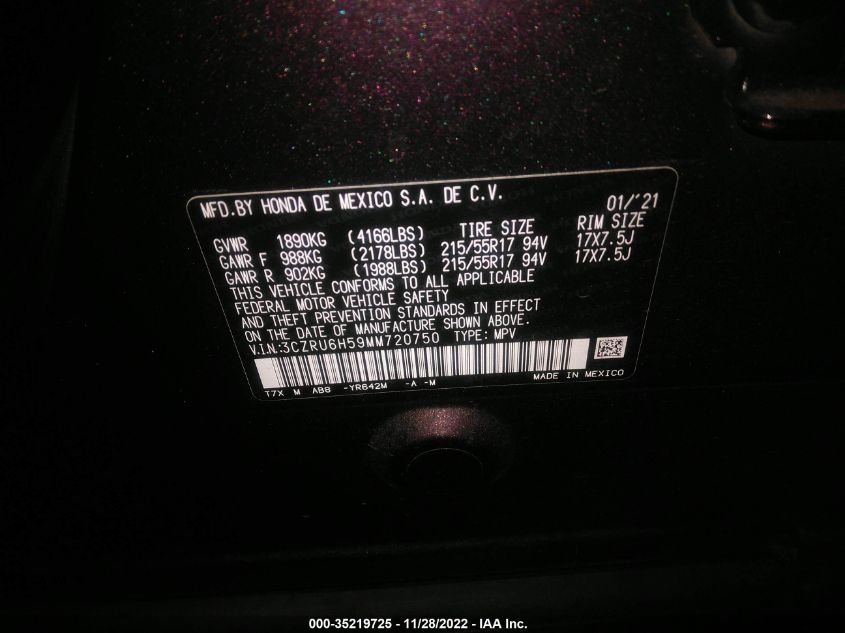 MFD.BY HONDA DE MEXICO S.A. DE C.V. 01/'21
TIRE SIZE RIM SIZE
GVWR 1890KG (4166LBS)
GAWR F 988KG (2178LBS) 215/55R17 94V 17X7.5J
GAWR R 902KG (1988LBS) 215/55R17 94V 17X7.5J
THIS VEHICLE CONFORMS TO ALL APPLICABLE
FEDERAL MOTOR VEHICLE SAFETY
AND THEFT PREVENTION STANDARDS IN EFFECT
ON THE DATE OF MANUFACTURE SHOWN ABOVE.
V.I.N:3CZRU6H59MM720750 TYPE: MPV
T7X M AB8 -YR642M -A -M MADE IN MEXICO
000-35219725 - 11/28/2022 - IAA Inc.